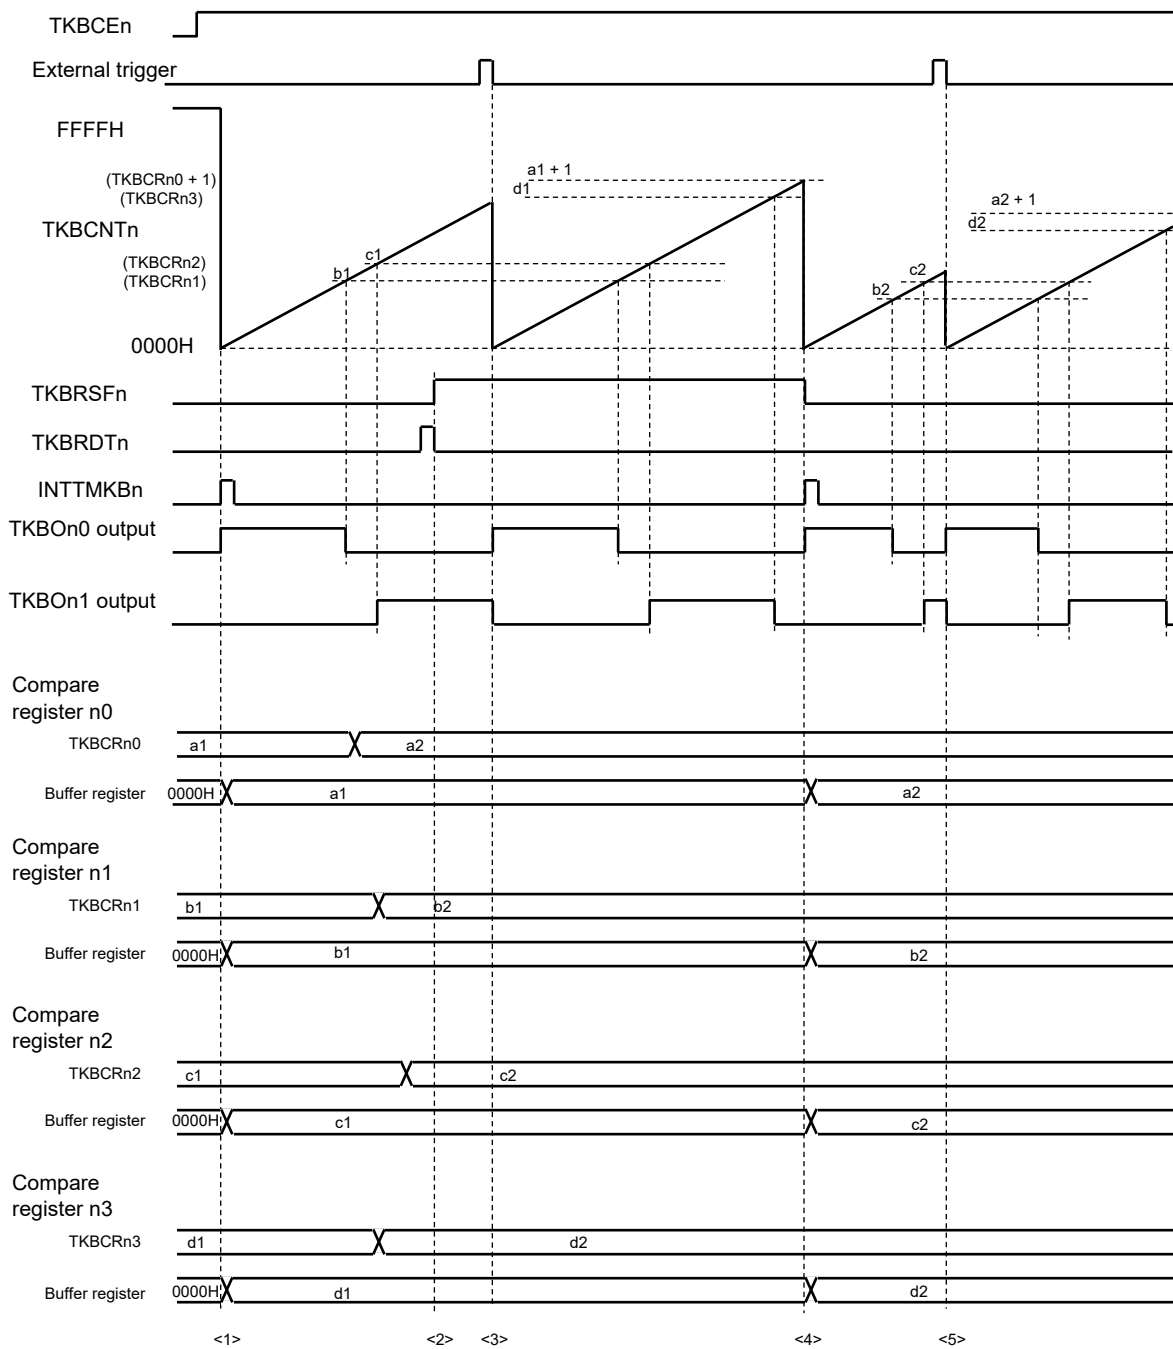 TKBCEn
External trigger
FFFFH
(TKBCRn0 + 1)
(TKBCRn3)
a1 + 1
d1
a2 + 1
d2
TKBCNTn
(TKBCRn2)
(TKBCRn1)
c1
b1
c2
b2
0000H
TKBRSFn
TKBRDTn
INTTMKBn
TKBOn0 output
TKBOn1 output
Compare
register n0
TKBCRn0 a1 a2
Buffer register 0000H a1 a2
Compare
register n1
TKBCRn1 b1 b2
Buffer register 0000H b1 b2
Compare
register n2
TKBCRn2 c1 c2
Buffer register 0000H c1 c2
Compare
register n3
TKBCRn3 d1 d2
Buffer register 0000H d1 d2
<1> <2> <3> <4> <5>